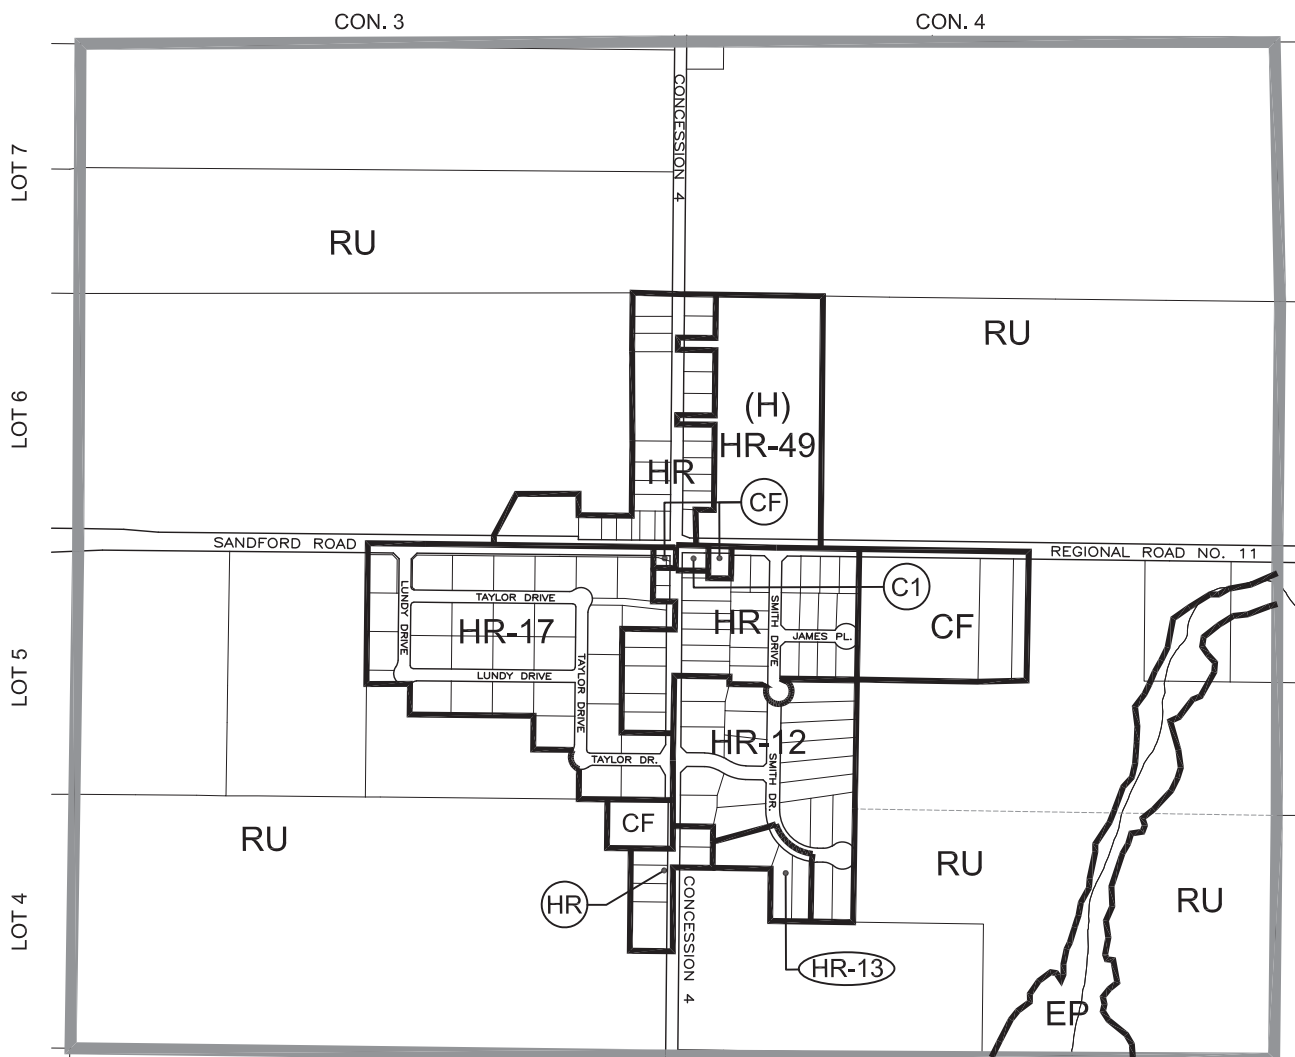 CON. 3
CON. 4
CONCESSION 4
LOT 7
RU
RU
LOT 6
(H)
HR-49
HR
CF
SANDFORD ROAD
REGIONAL ROAD NO. 11
C1
LUNDY DRIVE
TAYLOR DRIVE
HR-17
HR
SMITH DRIVE
JAMES PL.
CF
LOT 5
LUNDY DRIVE
TAYLOR DRIVE
HR-12
TAYLOR DR.
SMITH DR.
CF
RU
RU
RU
LOT 4
HR
CONCESSION 4
HR-13
EP